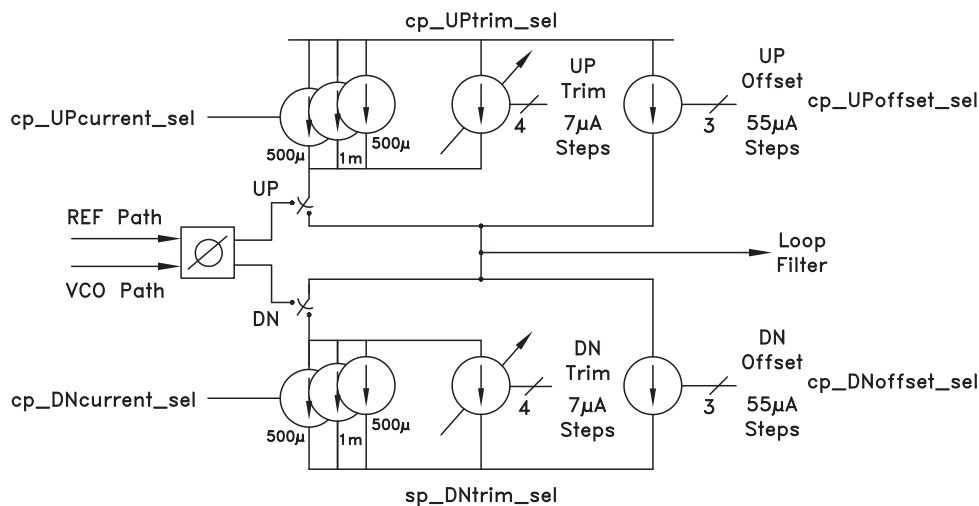 cp_UPtrim_sel
UP
Trim
7µA
Steps
4
UP
Offset
55µA
Steps
3
cp_UPoffset_sel
cp_UPcurrent_sel
500µ
1m
500µ
UP
REF Path
VCO Path
Loop
Filter
DN
DN
Trim
7µA
Steps
4
DN
Offset
55µA
Steps
3
cp_DNoffset_sel
cp_DNcurrent_sel
500µ
1m
500µ
sp_DNtrim_sel